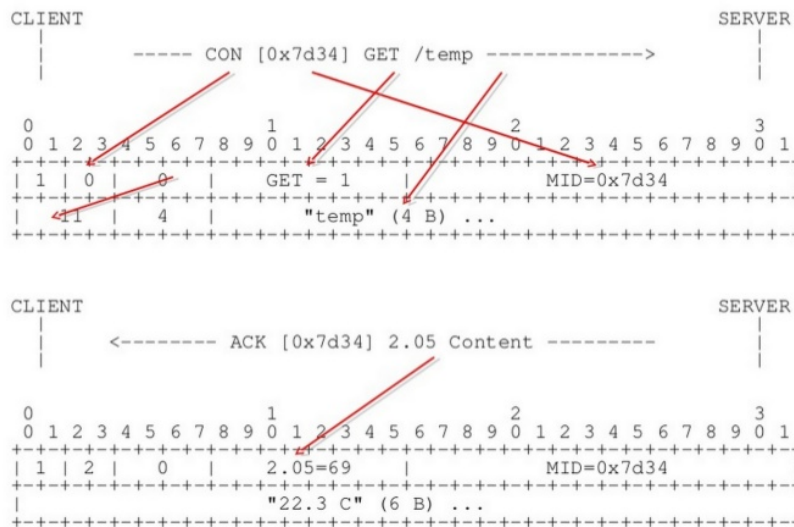 CLIENT SERVER
| |
| ----- CON [0x7d34] GET /temp --------------> |
| |
0 1 2 3
0 1 2 3 4 5 6 7 8 9 0 1 2 3 4 5 6 7 8 9 0 1 2 3 4 5 6 7 8 9 0 1
+-+-+-+-+-+-+-+-+-+-+-+-+-+-+-+-+-+-+-+-+-+-+-+-+-+-+-+-+-+-+-+-+
| 1 | 0 | 0 | GET = 1 | MID=0x7d34
+-+-+-+-+-+-+-+-+-+-+-+-+-+-+-+-+-+-+-+-+-+-+-+-+-+-+-+-+-+-+-+-+
| 11 | 4 | "temp" (4 B) ...
+-+-+-+-+-+-+-+-+-+-+-+-+-+-+-+-+-+-+-+-+-+-+-+-+-+-+-+-+-+-+-+-+
CLIENT SERVER
| |
| <-------- ACK [0x7d34] 2.05 Content --------- |
| |
0 1 2 3
0 1 2 3 4 5 6 7 8 9 0 1 2 3 4 5 6 7 8 9 0 1 2 3 4 5 6 7 8 9 0 1
+-+-+-+-+-+-+-+-+-+-+-+-+-+-+-+-+-+-+-+-+-+-+-+-+-+-+-+-+-+-+-+-+
| 1 | 2 | 0 | 2.05=69 | MID=0x7d34
+-+-+-+-+-+-+-+-+-+-+-+-+-+-+-+-+-+-+-+-+-+-+-+-+-+-+-+-+-+-+-+-+
| "22.3 C" (6 B) ...
+-+-+-+-+-+-+-+-+-+-+-+-+-+-+-+-+-+-+-+-+-+-+-+-+-+-+-+-+-+-+-+-+